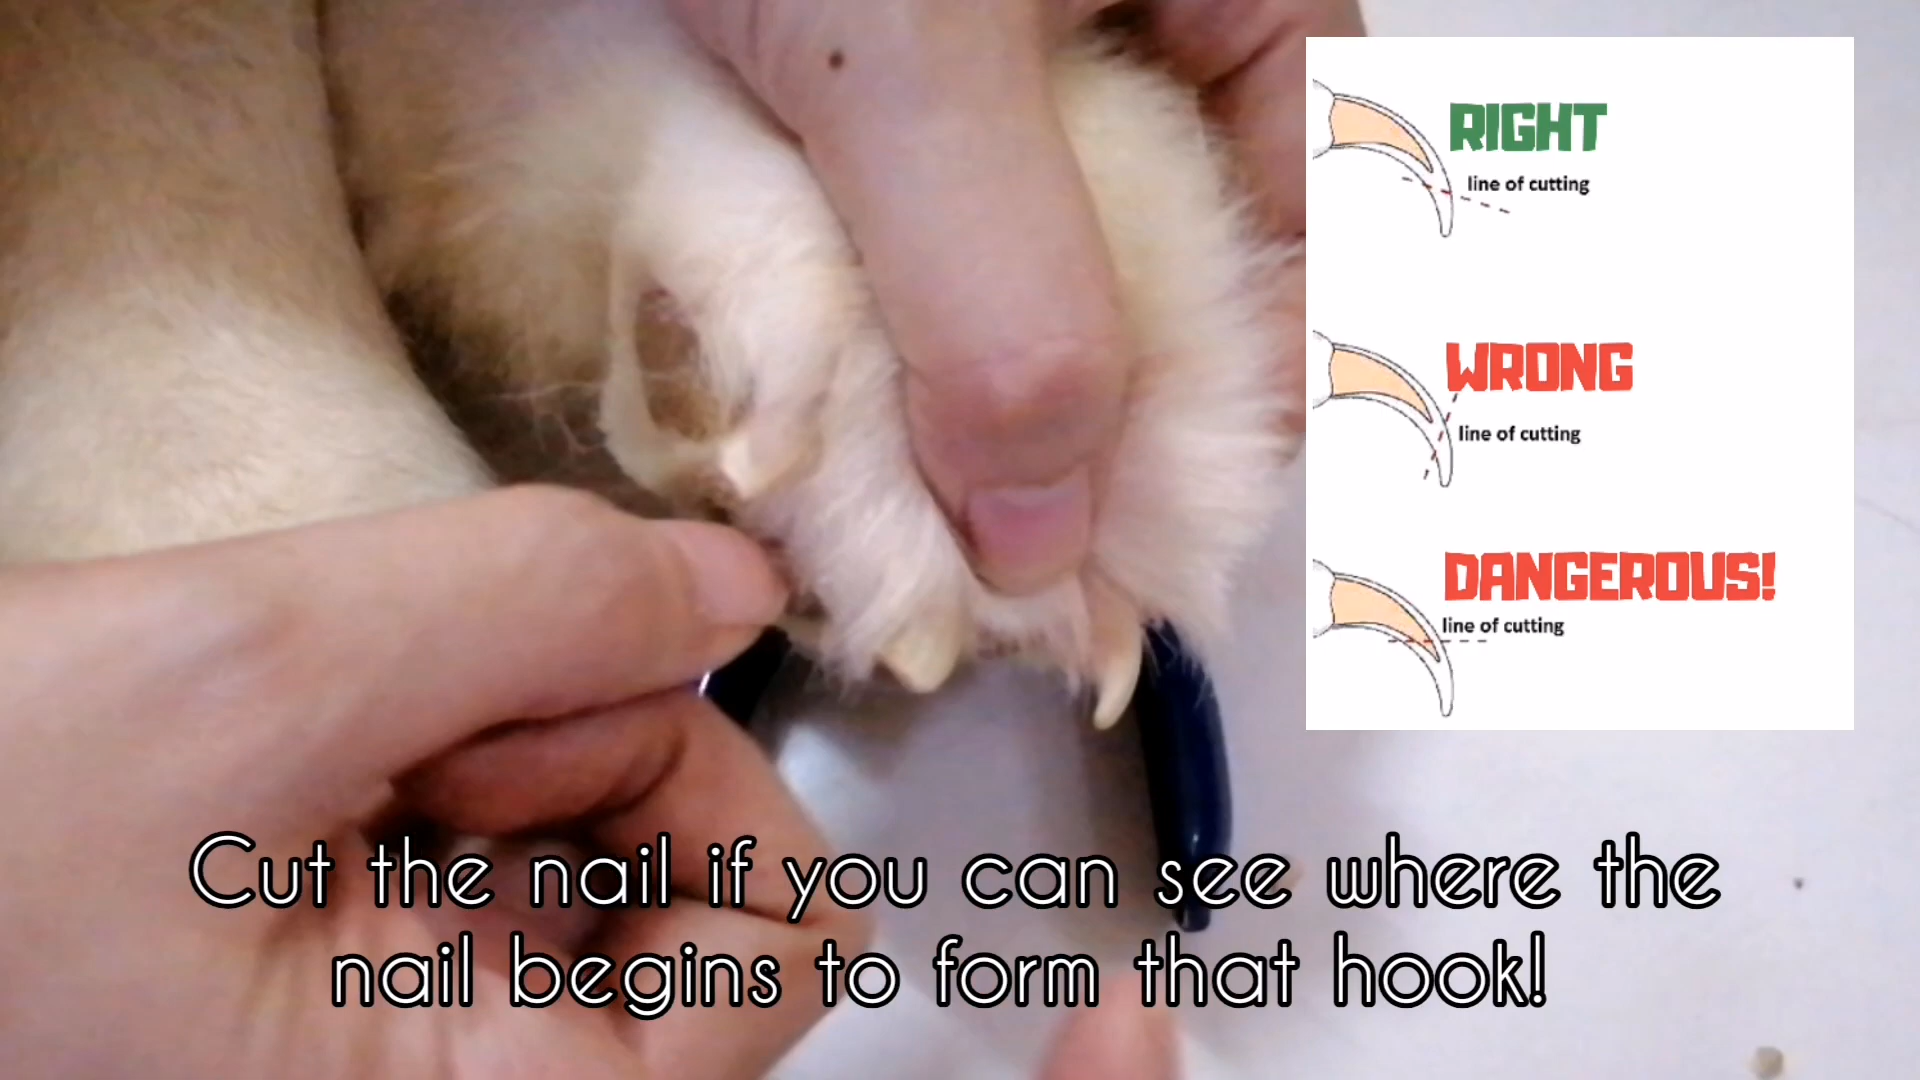 RIGHT
line of cutting
WRONG
line of cutting
DANGEROUS!
line of cutting
Cut the nail if you can see where the
nail begins to form that hook!